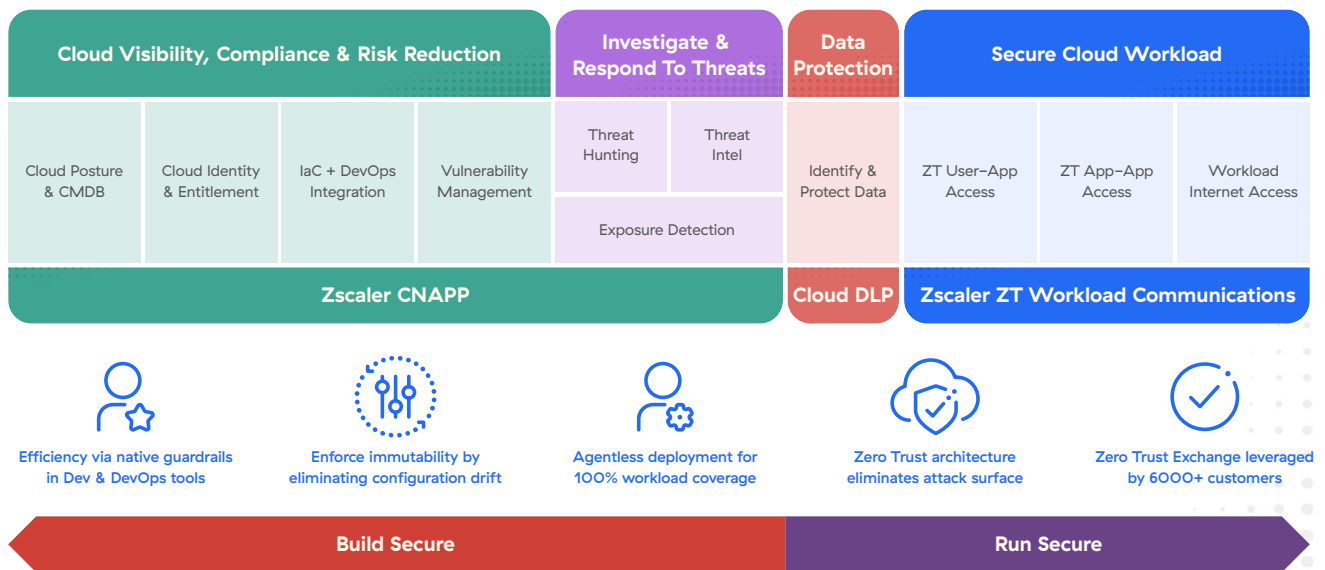 Cloud Visibility, Compliance & Risk Reduction
Investigate &
Respond To Threats
Data
Protection
Secure Cloud Workload
Cloud Posture
& CMDB
Cloud Identity
& Entitlement
IaC + DevOps
Integration
Vulnerability
Management
Threat
Hunting
Threat
Intel
Exposure Detection
Identify &
Protect Data
ZT User-App
Access
ZT App-App
Access
Workload
Internet Access
Zscaler CNAPP
Cloud DLP
Zscaler ZT Workload Communications
Efficiency via native guardrails
in Dev & DevOps tools
Enforce immutability by
eliminating configuration drift
Agentless deployment for
100% workload coverage
Zero Trust architecture
eliminates attack surface
Zero Trust Exchange leveraged
by 6000+ customers
Build Secure
Run Secure